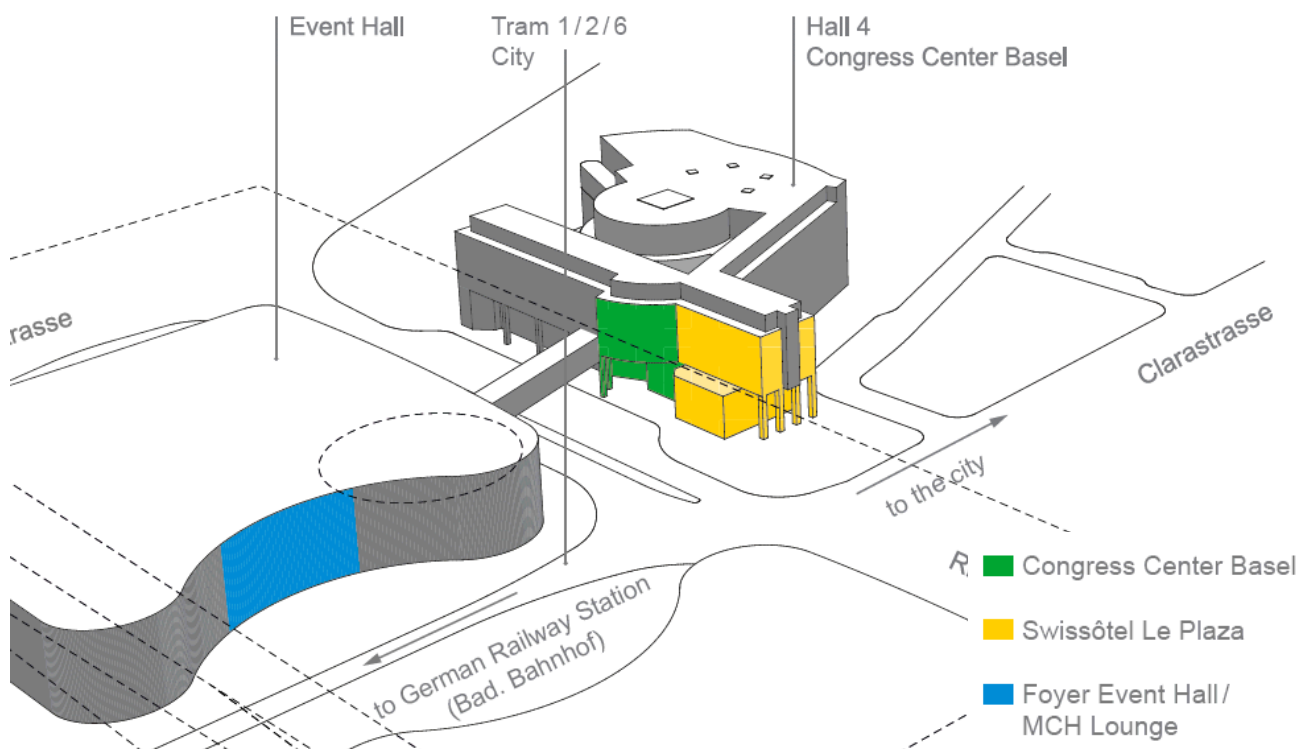 Event Hall
Tram 1/2/6
City
Hall 4
Congress Center Basel
rasse
Clarastrasse
to the city
to German Railway Station
(Bad. Bahnhof)
R
Congress Center Basel
Swissôtel Le Plaza
Foyer Event Hall/
MCH Lounge